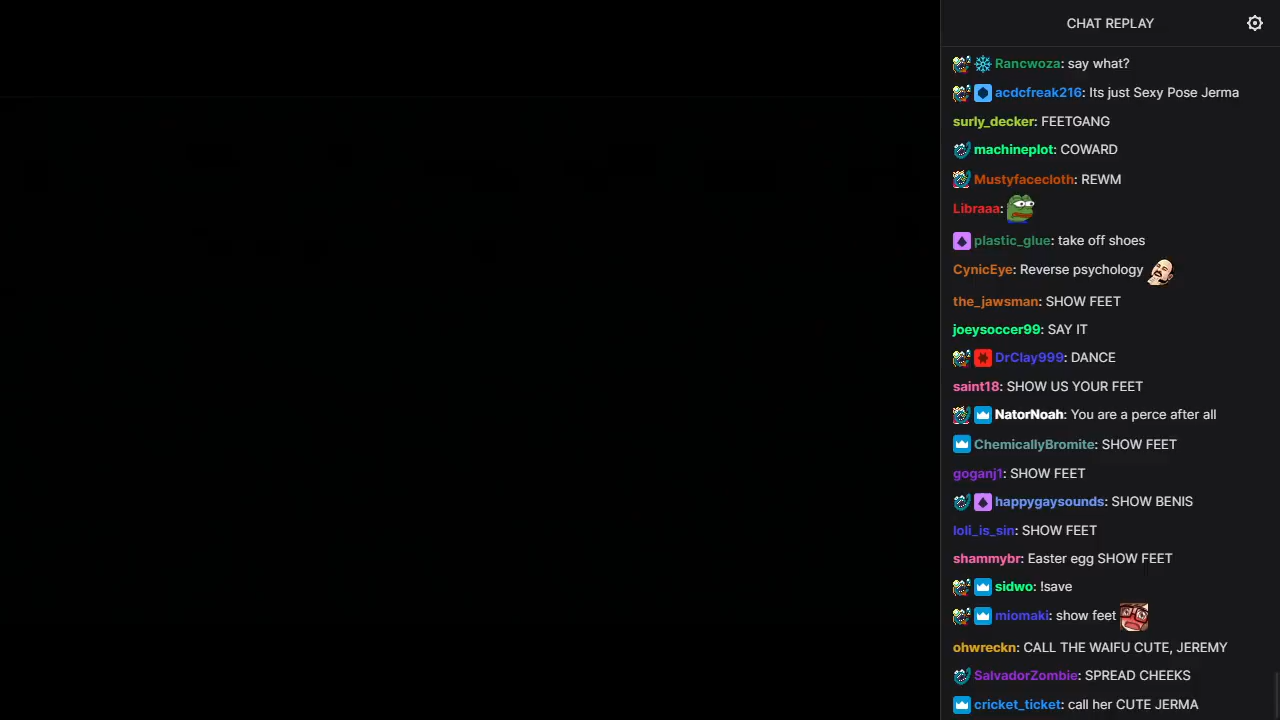 CHAT REPLAY
Rancwoza: say what?
acdcfreak216: Its just Sexy Pose Jerma
surly_decker: FEETGANG
machineplot: COWARD
Mustyfacecloth: REWM
Libraaa:
plastic_glue: take off shoes
CynicEye: Reverse psychology
the_jawsman: SHOW FEET
joeysoccer99: SAY IT
DrClay999: DANCE
saint18: SHOW US YOUR FEET
NatorNoah: You are a perce after all
ChemicallyBromite: SHOW FEET
goganj1: SHOW FEET
happygaysounds: SHOW BENIS
loli_is_sin: SHOW FEET
shammybr: Easter egg SHOW FEET
sidwo: !save
miomaki: show feet
ohwreckn: CALL THE WAIFU CUTE, JEREMY
SalvadorZombie: SPREAD CHEEKS
cricket_ticket: call her CUTE JERMA